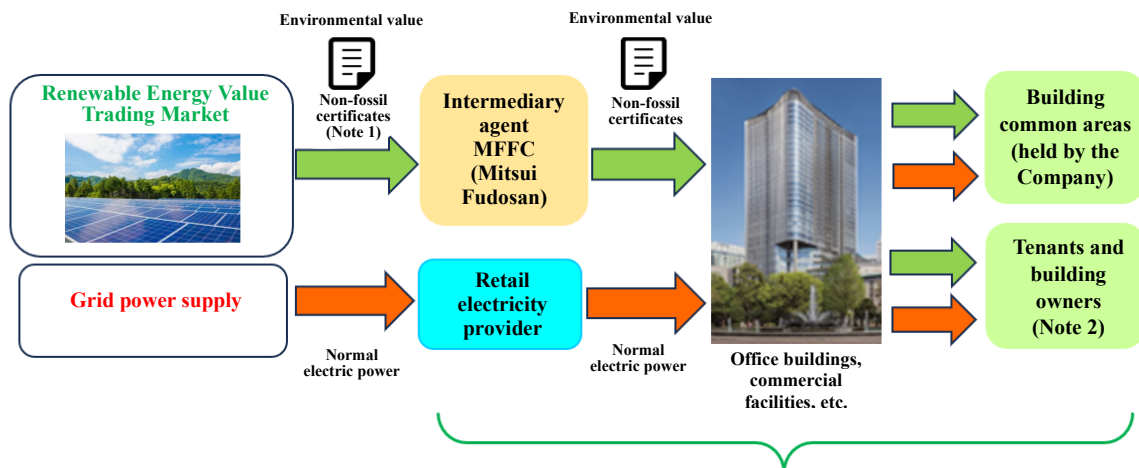 Environmental value
Environmental value
Renewable Energy Value
Trading Market
Non-fossil
certificates
(Note 1)
Intermediary
agent
MFFC
(Mitsui
Fudosan)
Non-fossil
certificates
Building
common areas
(held by the
Company)
Grid power supply
Retail
electricity
provider
Tenants and
building
owners
(Note 2)
Normal
electric power
Normal
electric power
Office buildings,
commercial
facilities, etc.